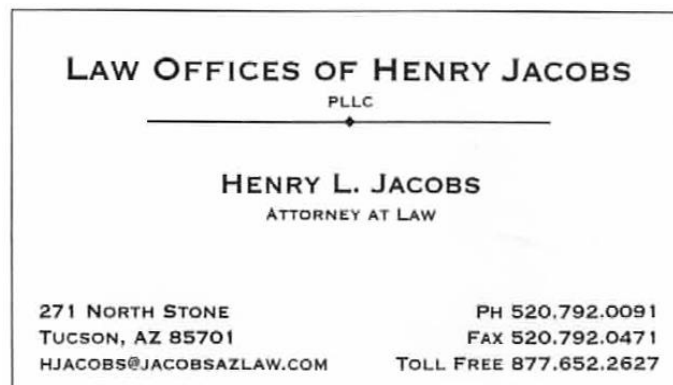 LAW OFFICES OF HENRY JACOBS
PLLC
HENRY L. JACOBS
ATTORNEY AT LAW
271 NORTH STONE
TUCSON, AZ 85701
HJACOBS@JACOBSAZLAW.COM
PH 520.792.0091
FAX 520.792.0471
TOLL FREE 877.652.2627